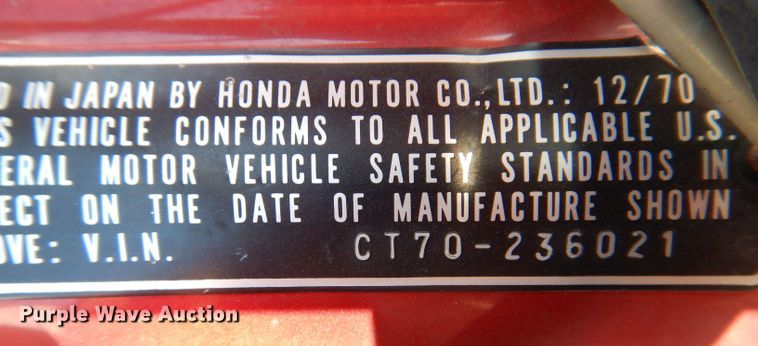 D IN JAPAN BY HONDA MOTOR CO., LTD.: 12/70
S VEHICLE CONFORMS TO ALL APPLICABLE U.S.
ERAL MOTOR VEHICLE SAFETY STANDARDS IN
ECT ON THE DATE OF MANUFACTURE SHOWN
OVE: V.I.N. CT70-236021
Purple Wave Auction